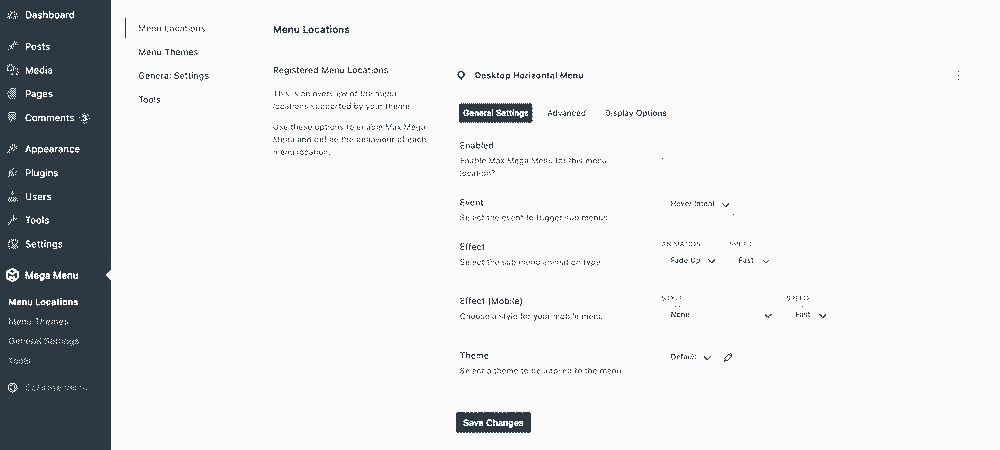 Dashboard
Posts
Media
Pages
Comments
Appearance
Plugins
Users
Tools
Settings
Mega Menu
Menu Locations
Menu Themes
General Settings
Tools
Collapse menu
Menu Locations
Menu Themes
General Settings
Tools
Menu Locations
Registered Menu Locations
This is an overview of the menu
locations supported by your theme.
Use these options to enable Max Mega
Menu and define the behaviour of each
menu location.
Desktop Horizontal Menu
General Settings
Advanced
Display Options
Enabled
Enable Max Mega Menu for this menu
location?
Event
Select the event to trigger sub menus
Hover Intent
Effect
Select the sub menu animation type
ANIMATION
SPEED
Fade Up
Fast
Effect (Mobile)
Choose a style for your mobile menu
STYLE
SPEED
None
Fast
Theme
Select a theme to be applied to the menu
Default
Save Changes